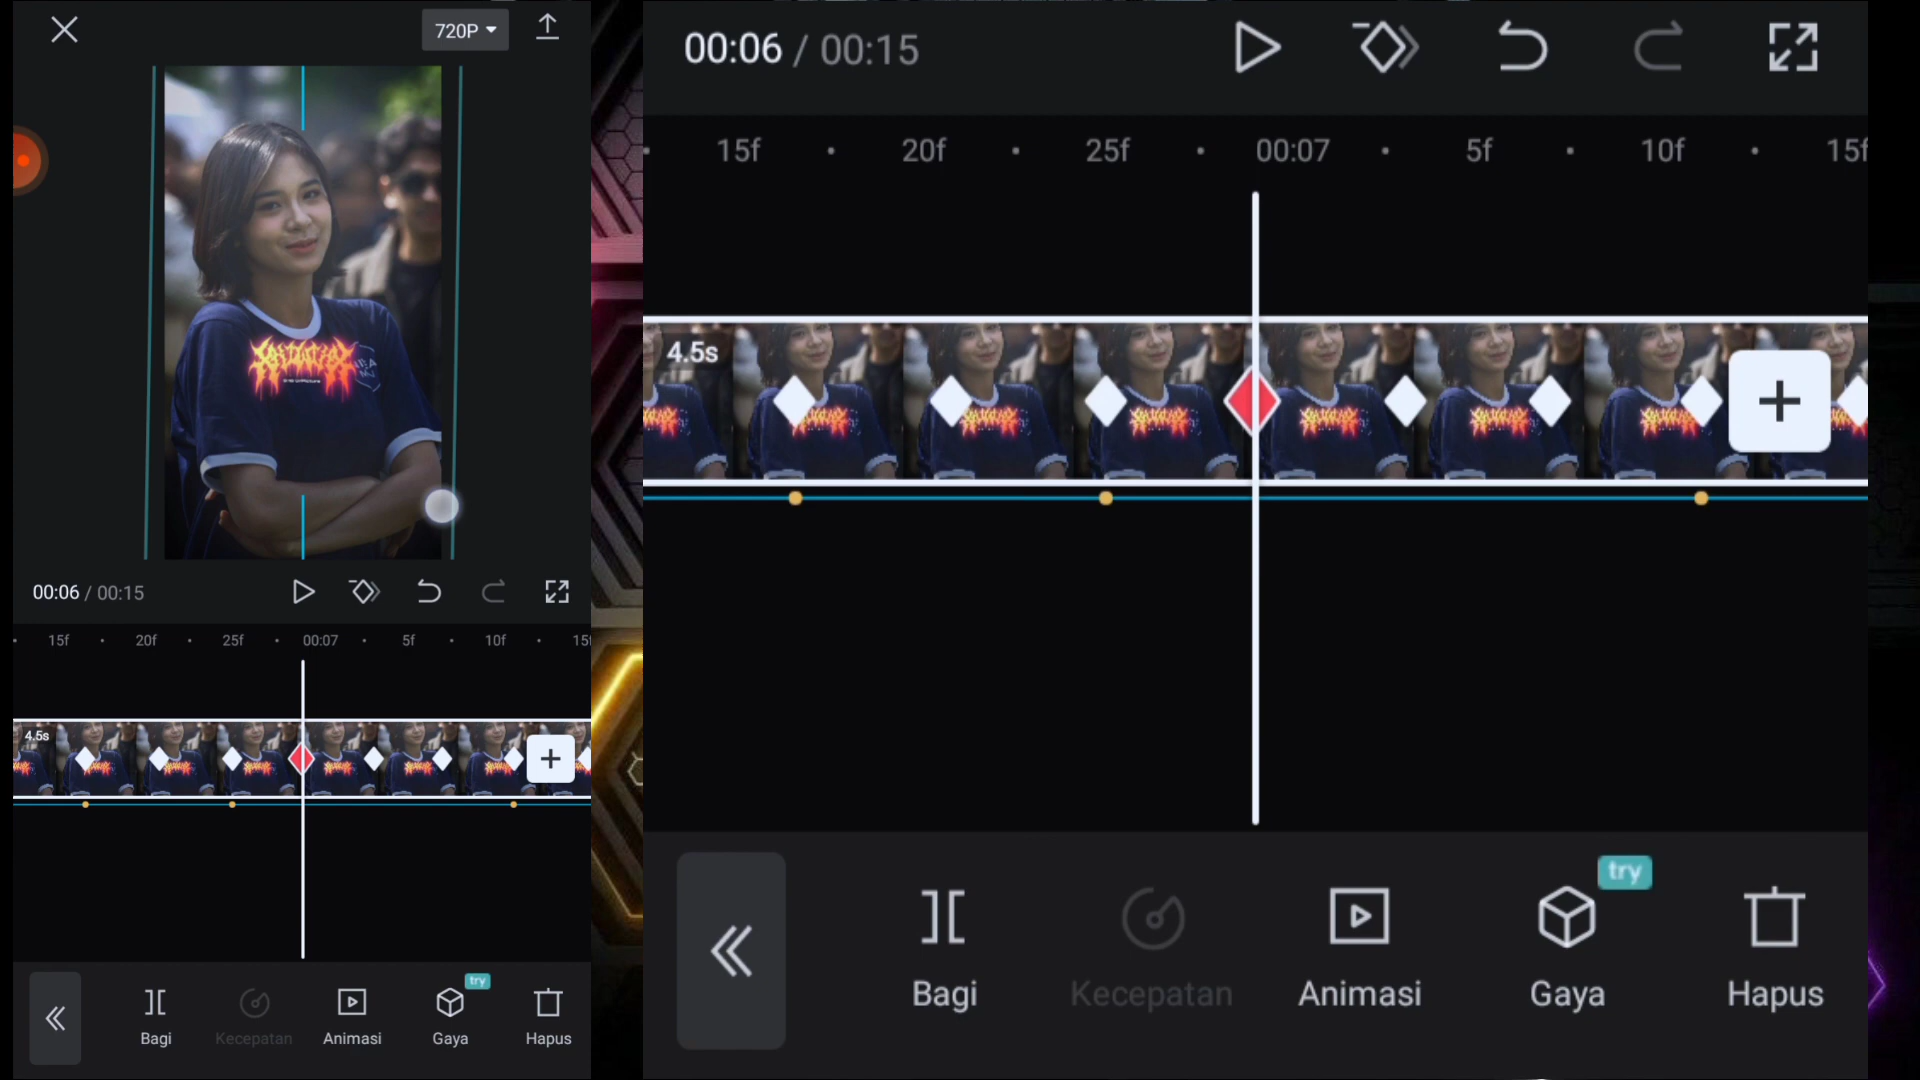 720P
00:06 / 00:15
15f 20f 25f 00:07 5f 10f 15f
4.5s
try
Bagi Kecepatan Animasi Gaya Hapus
00:06 / 00:15
15f 20f 25f 00:07 5f 10f 15f
4.5s
try
Bagi Kecepatan Animasi Gaya Hapus